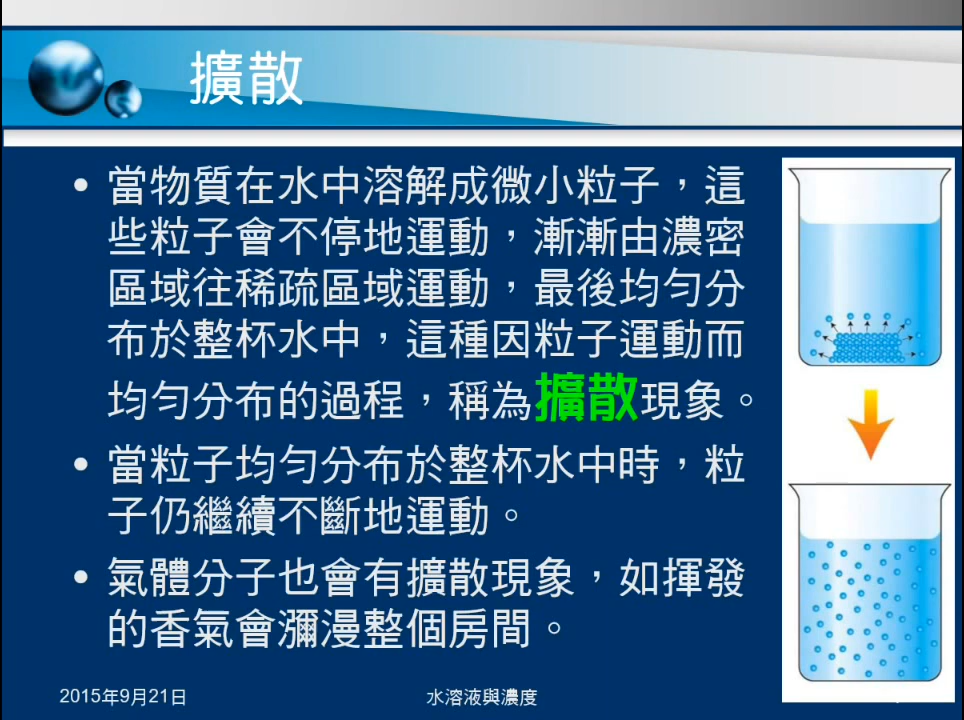 擴散
• 當物質在水中溶解成微小粒子，這
些粒子會不停地運動，漸漸由濃密
區域往稀疏區域運動，最後均勻分
布於整杯水中，這種因粒子運動而
均勻分布的過程，稱為擴散現象。
• 當粒子均勻分布於整杯水中時，粒
子仍繼續不斷地運動。
• 氣體分子也會有擴散現象，如揮發
的香氣會瀰漫整個房間。
2015年9月21日
水溶液與濃度